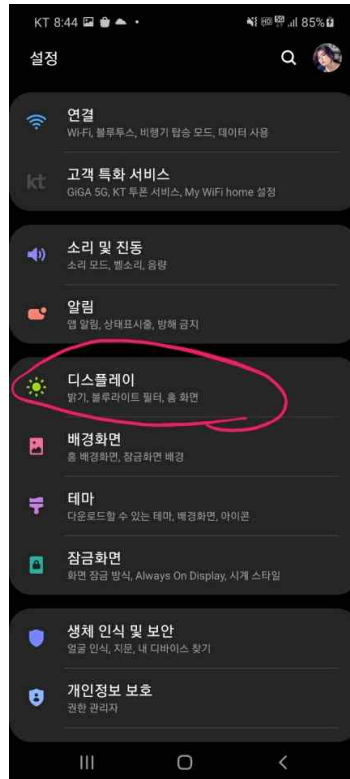 KT 8:44
85%
설정
연결
Wi-Fi, 블루투스, 비행기 탑승 모드, 데이터 사용
kt
고객 특화 서비스
GiGA 5G, KT 투폰 서비스, My WiFi home 설정
소리 및 진동
소리 모드, 벨소리, 음량
알림
앱 알림, 상태표시줄, 방해 금지
디스플레이
밝기, 블루라이트 필터, 홈 화면
배경화면
홈 배경화면, 잠금화면 배경
테마
다운로드할 수 있는 테마, 배경화면, 아이콘
잠금화면
화면 잠금 방식, Always On Display, 시계 스타일
생체 인식 및 보안
얼굴 인식, 지문, 내 디바이스 찾기
개인정보 보호
권한 관리자